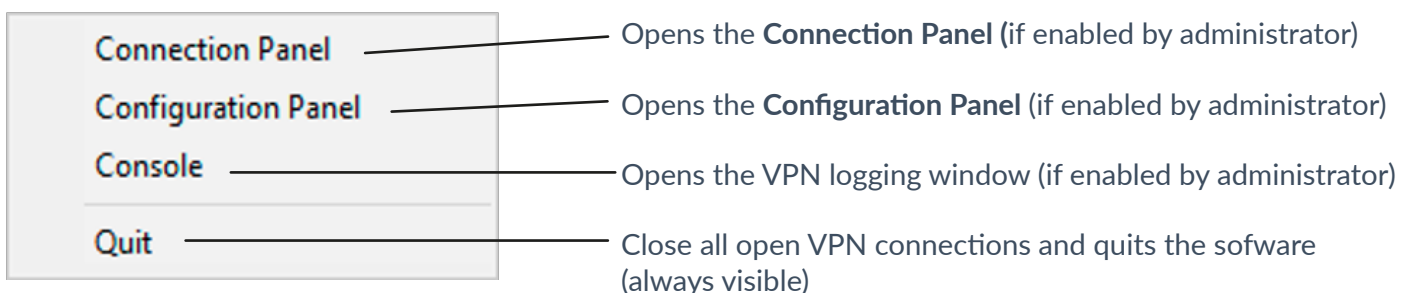 Connection Panel
Opens the Connection Panel (if enabled by administrator)
Configuration Panel
Opens the Configuration Panel (if enabled by administrator)
Console
Opens the VPN logging window (if enabled by administrator)
Quit
Close all open VPN connections and quits the sofware
(always visible)